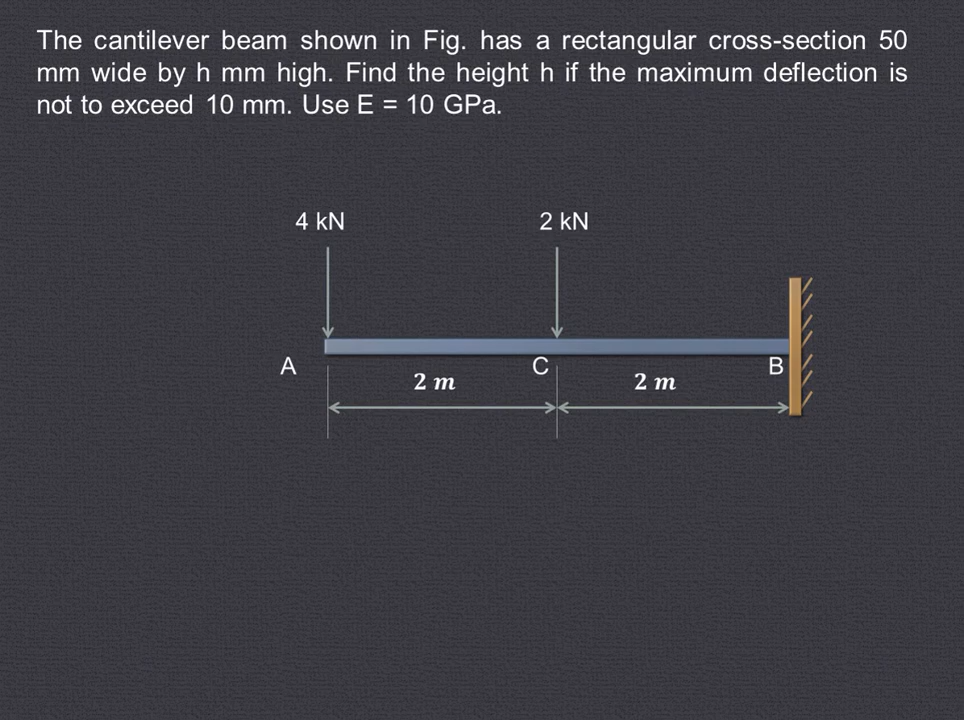 The cantilever beam shown in Fig. has a rectangular cross-section 50
mm wide by h mm high. Find the height h if the maximum deflection is
not to exceed 10 mm. Use E = 10 GPa.
4 kN
2 kN
A
C
B
2 m
2 m